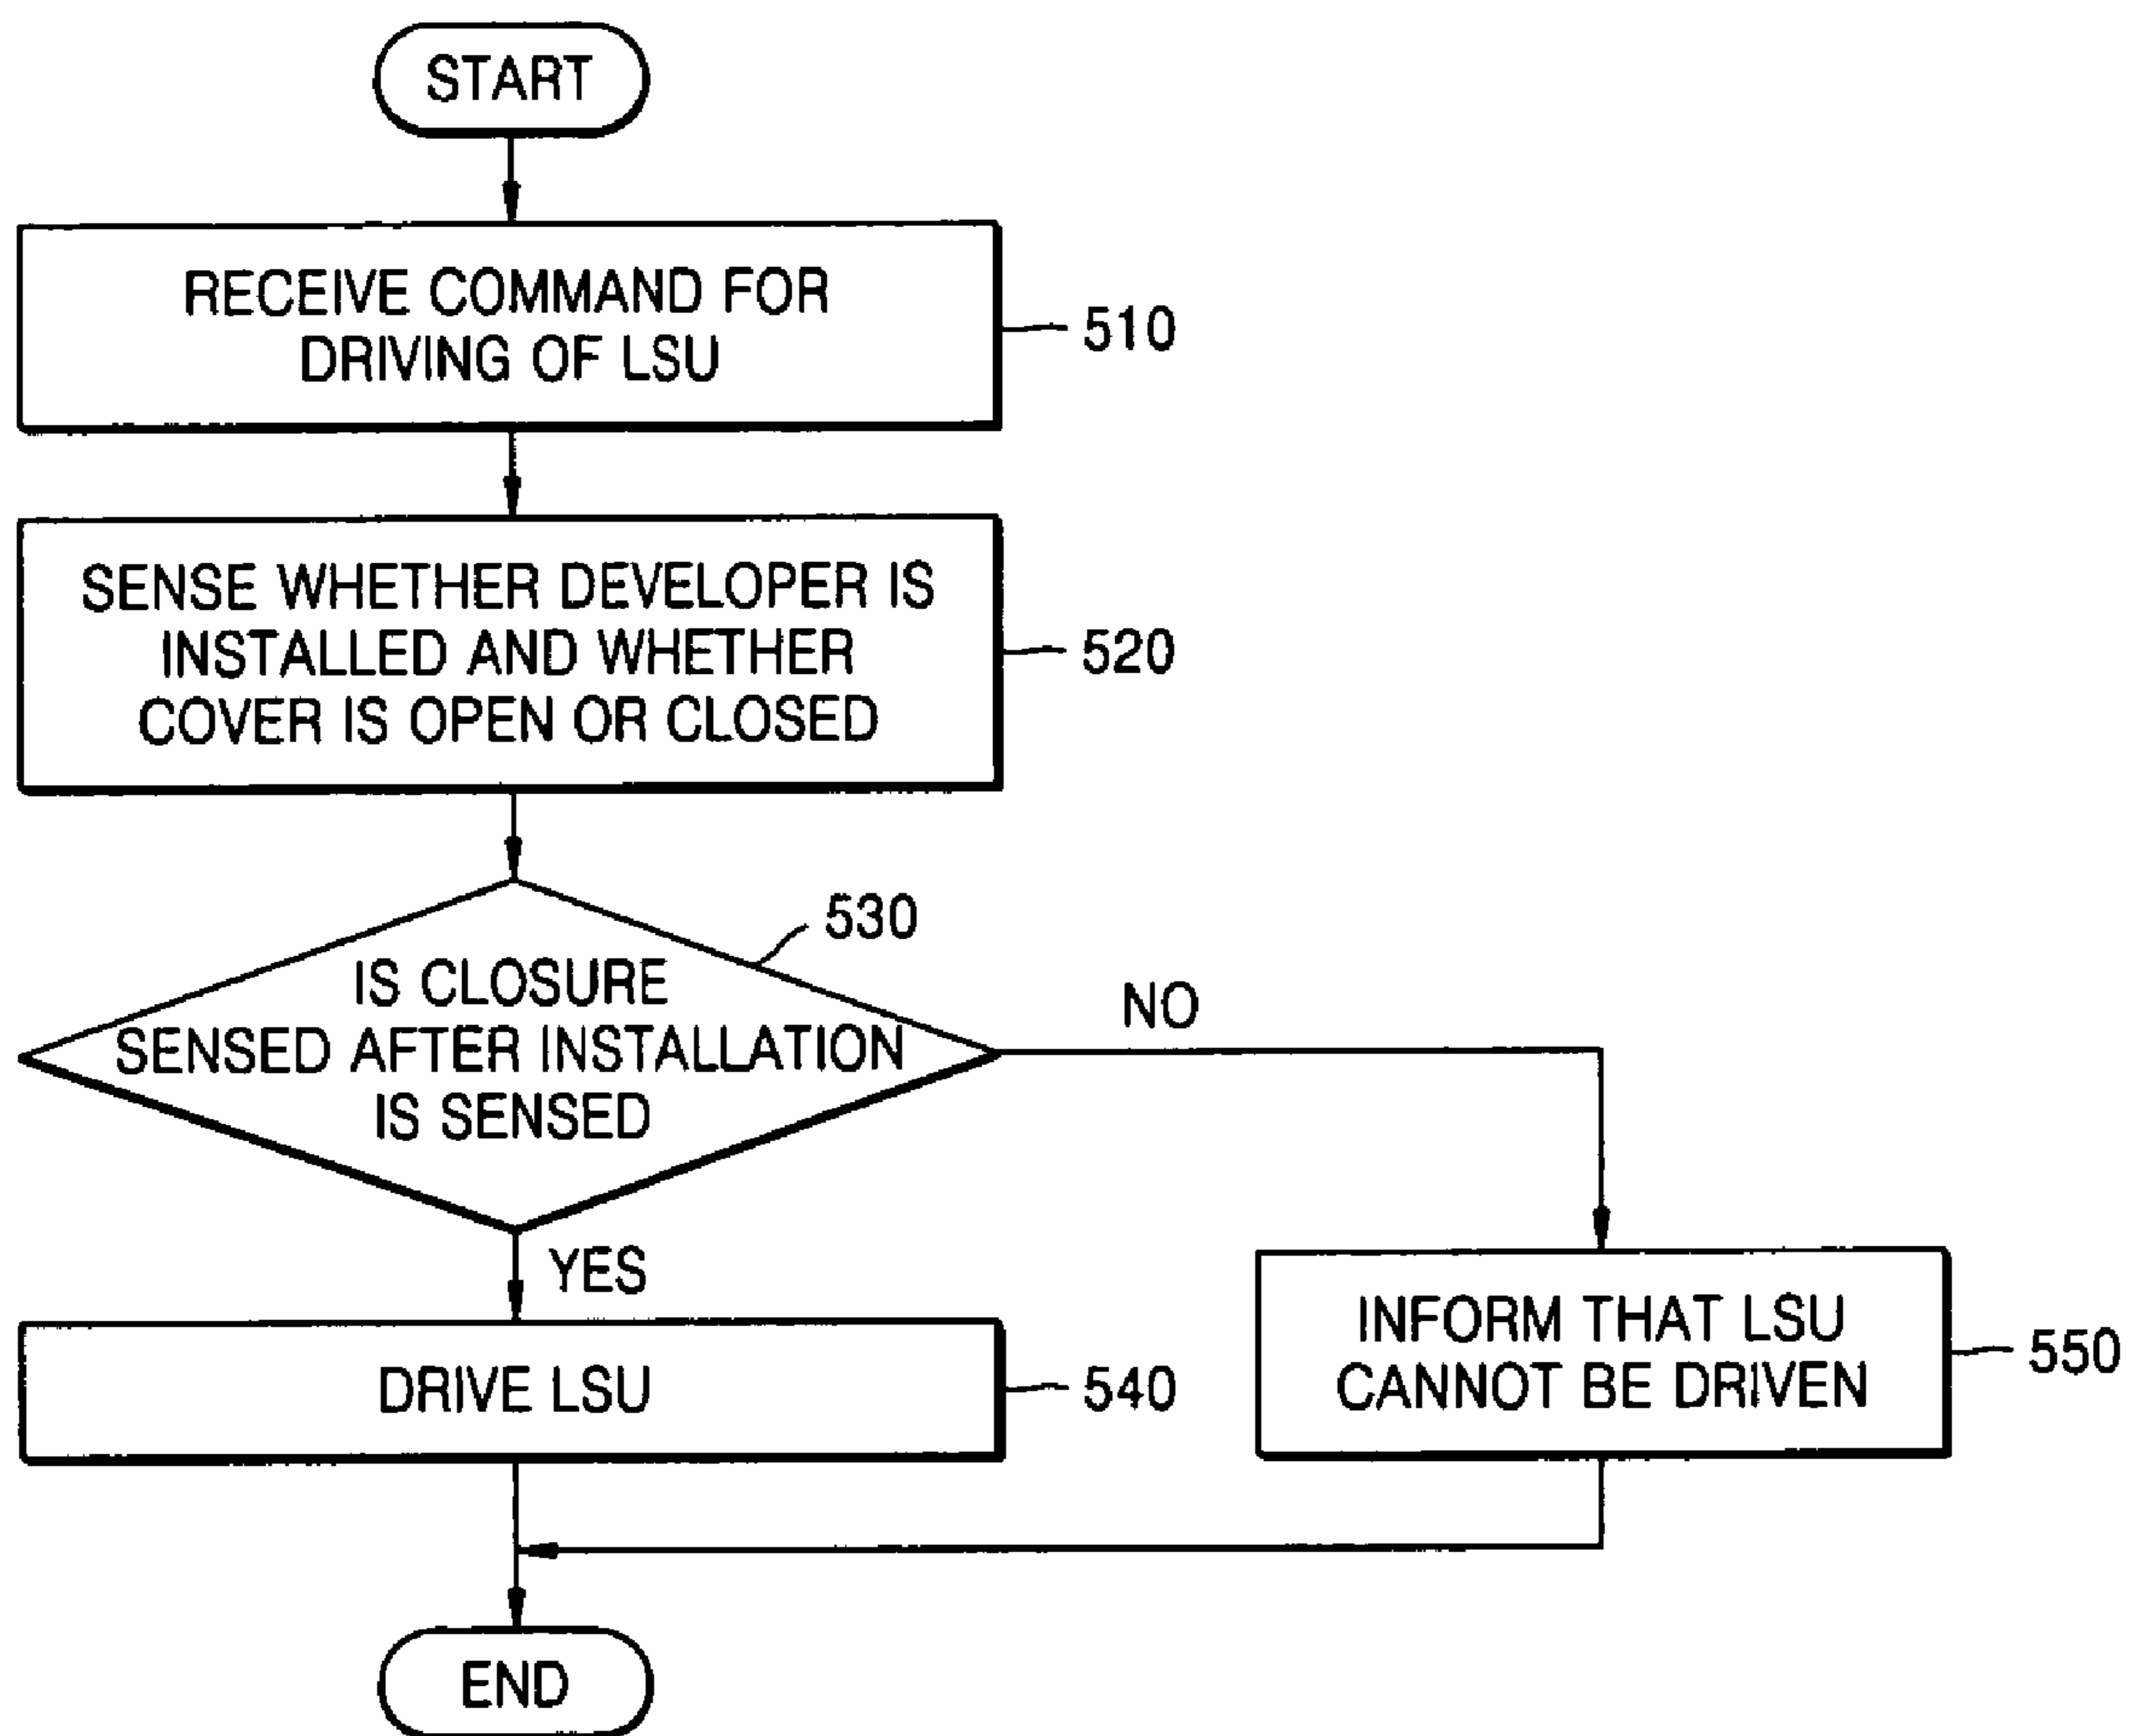 START
RECEIVE COMMAND FOR
DRIVING OF LSU
510
SENSE WHETHER DEVELOPER IS
INSTALLED AND WHETHER
COVER IS OPEN OR CLOSED
520
530
IS CLOSURE
SENSED AFTER INSTALLATION
IS SENSED
NO
YES
DRIVE LSU
540
INFORM THAT LSU
CANNOT BE DRIVEN
550
END